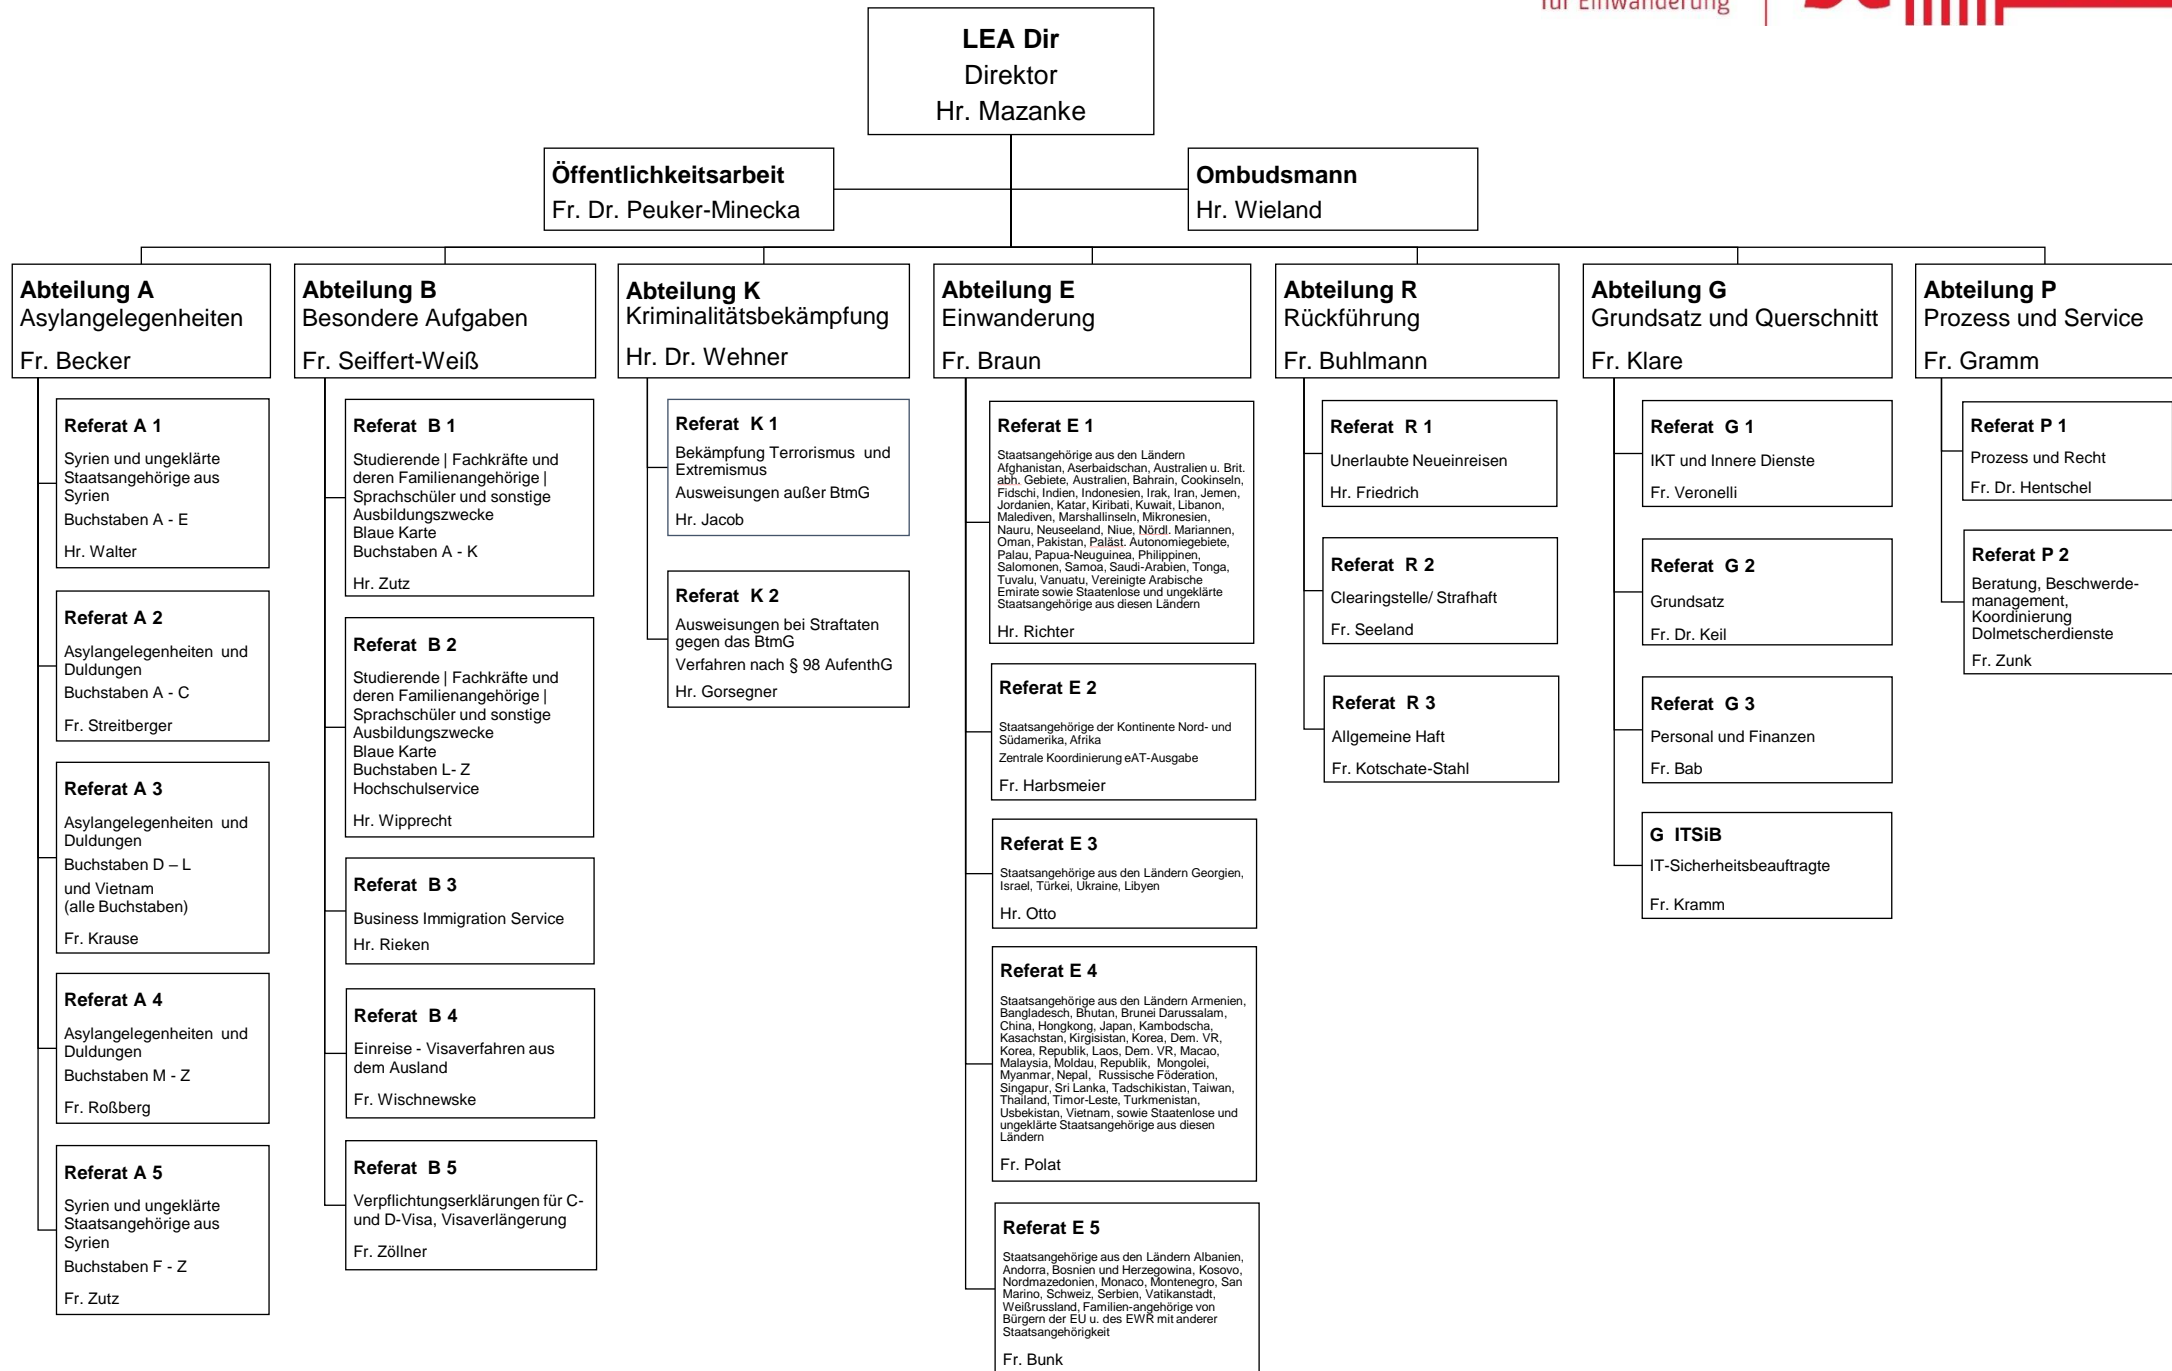 für Einwanderung
LEA Dir
Direktor
Hr. Mazanke
Öffentlichkeitsarbeit
Fr. Dr. Peuker-Minecka
Ombudsmann
Hr. Wieland
Abteilung A
Asylangelegenheiten
Fr. Becker
Referat A 1
Syrien und ungeklärte
Staatsangehörige aus
Syrien
Buchstaben A - E
Hr. Walter
Referat A 2
Asylangelegenheiten und
Duldungen
Buchstaben A - C
Fr. Streitberger
Referat A 3
Asylangelegenheiten und
Duldungen
Buchstaben D – L
und Vietnam
(alle Buchstaben)
Fr. Krause
Referat A 4
Asylangelegenheiten und
Duldungen
Buchstaben M - Z
Fr. Roßberg
Referat A 5
Syrien und ungeklärte
Staatsangehörige aus
Syrien
Buchstaben F - Z
Fr. Zutz
Abteilung B
Besondere Aufgaben
Fr. Seiffert-Weiß
Referat B 1
Studierende | Fachkräfte und
deren Familienangehörige |
Sprachschüler und sonstige
Ausbildungszwecke
Blaue Karte
Buchstaben A - K
Hr. Zutz
Referat B 2
Studierende | Fachkräfte und
deren Familienangehörige |
Sprachschüler und sonstige
Ausbildungszwecke
Blaue Karte
Buchstaben L- Z
Hochschulservice
Hr. Wipprecht
Referat B 3
Business Immigration Service
Hr. Rieken
Referat B 4
Einreise - Visaverfahren aus
dem Ausland
Fr. Wischnewske
Referat B 5
Verpflichtungserklärungen für C-
und D-Visa, Visaverlängerung
Fr. Zöllner
Abteilung K
Kriminalitätsbekämpfung
Hr. Dr. Wehner
Referat K 1
Bekämpfung Terrorismus und
Extremismus
Ausweisungen außer BtmG
Hr. Jacob
Referat K 2
Ausweisungen bei Straftaten
gegen das BtmG
Verfahren nach § 98 AufenthG
Hr. Gorsegner
Abteilung E
Einwanderung
Fr. Braun
Referat E 1
Staatsangehörige aus den Ländern
Afghanistan, Aserbaidschan, Australien u. Brit.
abh. Gebiete, Australien, Bahrain, Cookinseln,
Fidschi, Indien, Indonesien, Irak, Iran, Jemen,
Jordanien, Katar, Kiribati, Kuwait, Libanon,
Malediven, Marshallinseln, Mikronesien,
Nauru, Neuseeland, Niue, Nördl. Mariannen,
Oman, Pakistan, Paläst. Autonomiegebiete,
Palau, Papua-Neuguinea, Philippinen,
Salomonen, Samoa, Saudi-Arabien, Tonga,
Tuvalu, Vanuatu, Vereinigte Arabische
Emirate sowie Staatenlose und ungeklärte
Staatsangehörige aus diesen Ländern
Hr. Richter
Referat E 2
Staatsangehörige der Kontinente Nord- und
Südamerika, Afrika
Zentrale Koordinierung eAT-Ausgabe
Fr. Harbsmeier
Referat E 3
Staatsangehörige aus den Ländern Georgien,
Israel, Türkei, Ukraine, Libyen
Hr. Otto
Referat E 4
Staatsangehörige aus den Ländern Armenien,
Bangladesch, Bhutan, Brunei Darussalam,
China, Hongkong, Japan, Kambodscha,
Kasachstan, Kirgisistan, Korea, Dem. VR,
Korea, Republik, Laos, Dem. VR, Macao,
Malaysia, Moldau, Republik, Mongolei,
Myanmar, Nepal, Russische Föderation,
Singapur, Sri Lanka, Tadschikistan, Taiwan,
Thailand, Timor-Leste, Turkmenistan,
Usbekistan, Vietnam, sowie Staatenlose und
ungeklärte Staatsangehörige aus diesen
Ländern
Fr. Polat
Referat E 5
Staatsangehörige aus den Ländern Albanien,
Andorra, Bosnien und Herzegowina, Kosovo,
Nordmazedonien, Monaco, Montenegro, San
Marino, Schweiz, Serbien, Vatikanstadt,
Weißrussland, Familien-angehörige von
Bürgern der EU u. des EWR mit anderer
Staatsangehörigkeit
Fr. Bunk
Abteilung R
Rückführung
Fr. Buhlmann
Referat R 1
Unerlaubte Neueinreisen
Hr. Friedrich
Referat R 2
Clearingstelle/ Strafhaft
Fr. Seeland
Referat R 3
Allgemeine Haft
Fr. Kotschate-Stahl
Abteilung G
Grundsatz und Querschnitt
Fr. Klare
Referat G 1
IKT und Innere Dienste
Fr. Veronelli
Referat G 2
Grundsatz
Fr. Dr. Keil
Referat G 3
Personal und Finanzen
Fr. Bab
G ITSiB
IT-Sicherheitsbeauftragte
Fr. Kramm
Abteilung P
Prozess und Service
Fr. Gramm
Referat P 1
Prozess und Recht
Fr. Dr. Hentschel
Referat P 2
Beratung, Beschwerde-
management,
Koordinierung
Dolmetscherdienste
Fr. Zunk